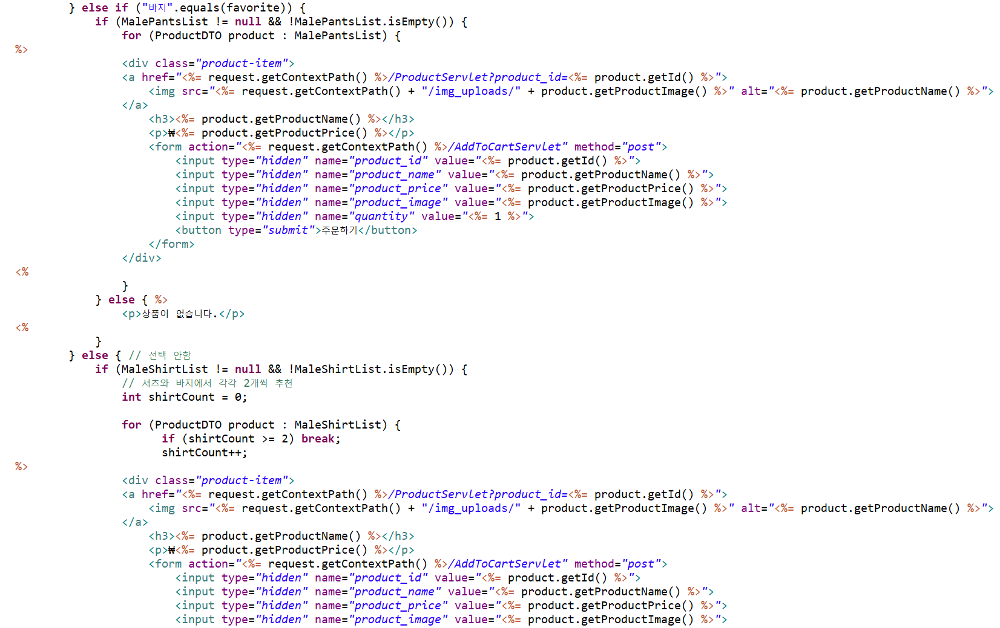 } else if ("바지".equals(favorite)) {
if (MalePantsList != null && !MalePantsList.isEmpty()) {
for (ProductDTO product : MalePantsList) {
%>
<div class="product-item">
<a href="<%= request.getContextPath() %>/ProductServlet?product_id=<%= product.getId() %>">
<img src="<%= request.getContextPath() + "/img_uploads/" + product.getProductImage() %>" alt="<%= product.getProductName() %>">
</a>
<h3><%= product.getProductName() %></h3>
<p>₩<%= product.getProductPrice() %></p>
<form action="<%= request.getContextPath() %>/AddToCartServlet" method="post">
<input type="hidden" name="product_id" value="<%= product.getId() %>">
<input type="hidden" name="product_name" value="<%= product.getProductName() %>">
<input type="hidden" name="product_price" value="<%= product.getProductPrice() %>">
<input type="hidden" name="product_image" value="<%= product.getProductImage() %>">
<input type="hidden" name="quantity" value="<%= 1 %>">
<button type="submit">주문하기</button>
</form>
</div>
<%
}
} else { %>
<p>상품이 없습니다.</p>
<%
}
} else { // 선택 안함
if (MaleShirtList != null && !MaleShirtList.isEmpty()) {
// 셔츠와 바지에서 각각 2개씩 추천
int shirtCount = 0;
for (ProductDTO product : MaleShirtList) {
if (shirtCount >= 2) break;
shirtCount++;
%>
<div class="product-item">
<a href="<%= request.getContextPath() %>/ProductServlet?product_id=<%= product.getId() %>">
<img src="<%= request.getContextPath() + "/img_uploads/" + product.getProductImage() %>" alt="<%= product.getProductName() %>">
</a>
<h3><%= product.getProductName() %></h3>
<p>₩<%= product.getProductPrice() %></p>
<form action="<%= request.getContextPath() %>/AddToCartServlet" method="post">
<input type="hidden" name="product_id" value="<%= product.getId() %>">
<input type="hidden" name="product_name" value="<%= product.getProductName() %>">
<input type="hidden" name="product_price" value="<%= product.getProductPrice() %>">
<input type="hidden" name="product_image" value="<%= product.getProductImage() %>">